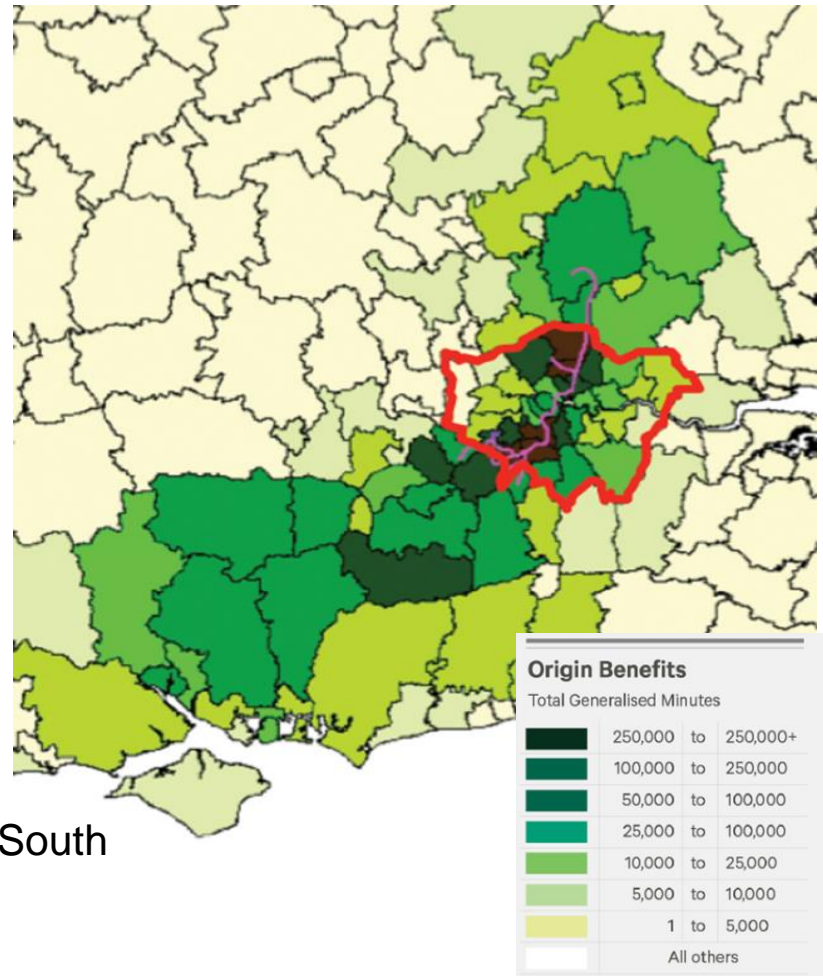 South
Origin Benefits
Total Generalised Minutes
250,000 to 250,000+
100,000 to 250,000
50,000 to 100,000
25,000 to 100,000
10,000 to 25,000
5,000 to 10,000
1 to 5,000
All others